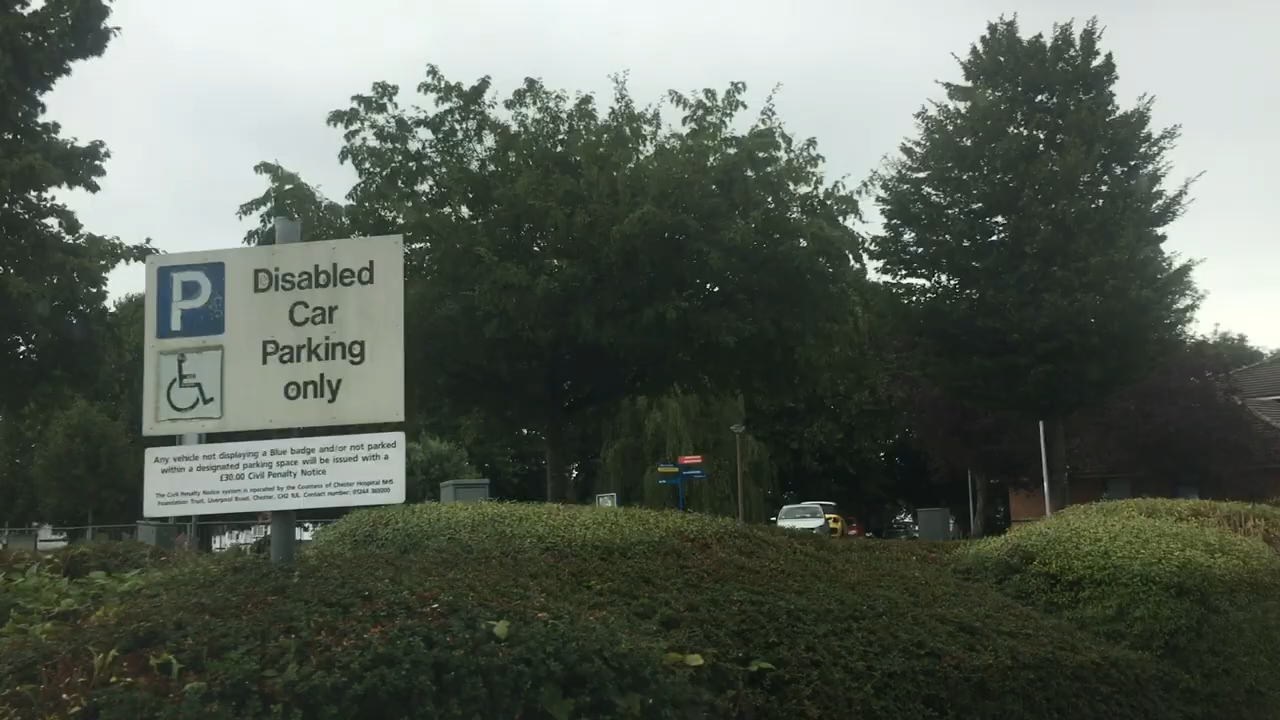 P
Disabled
Car
Parking
only
Any vehicle not displaying a Blue badge and/or not parked
within a designated parking space will be issued with a
£30.00 Civil Penalty Notice
The Civil Penalty Notice system is operated by the Countess of Chester Hospital NHS
Foundation Trust, Liverpool Road, Chester, CH2 1UL. Contact number: 01244 365000